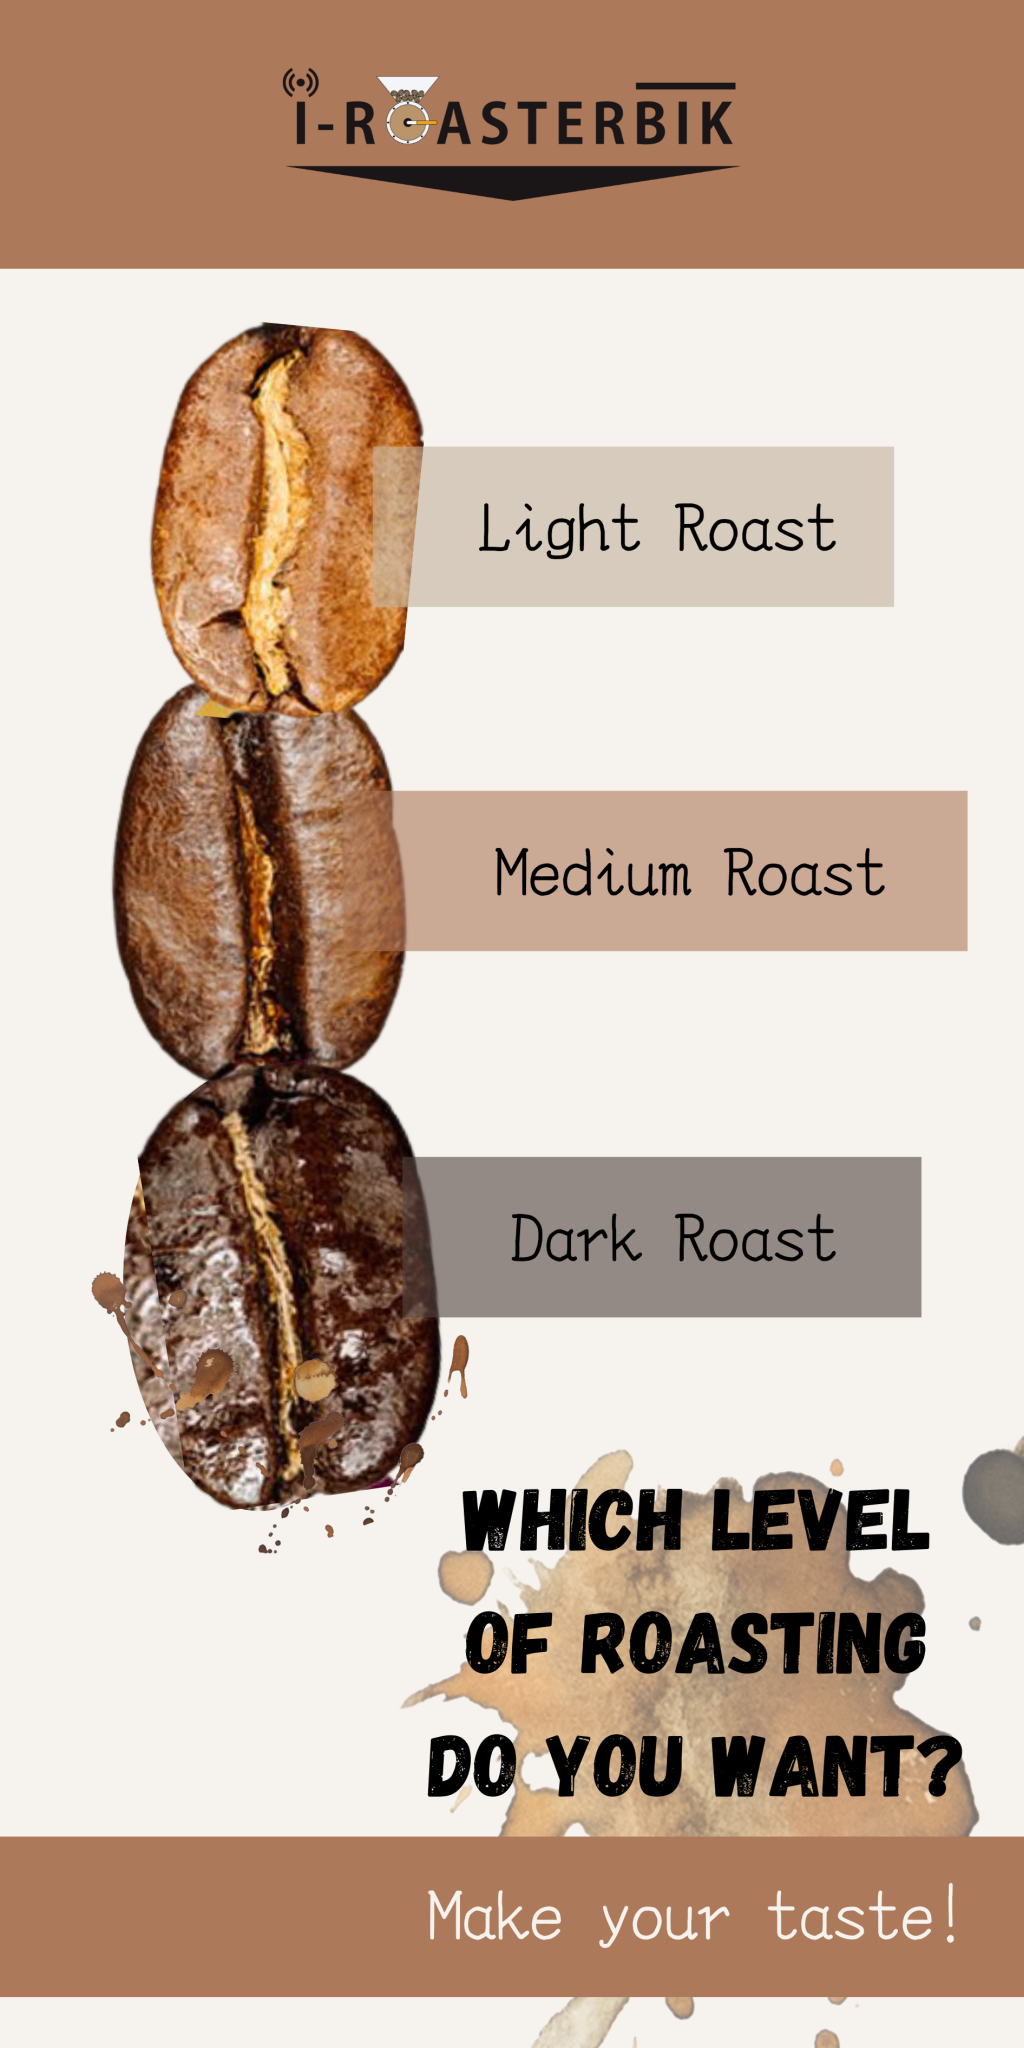 I-ROASTERBIK
Light Roast
Medium Roast
Dark Roast
WHICH LEVEL
OF ROASTING
DO YOU WANT?
Make your taste!